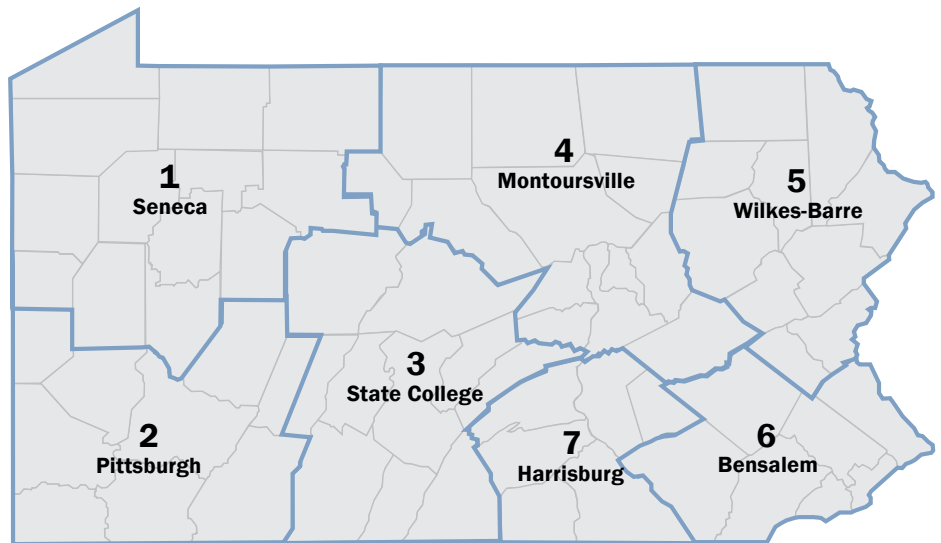 1
Seneca
4
Montoursville
5
Wilkes-Barre
3
State College
2
Pittsburgh
7
Harrisburg
6
Bensalem